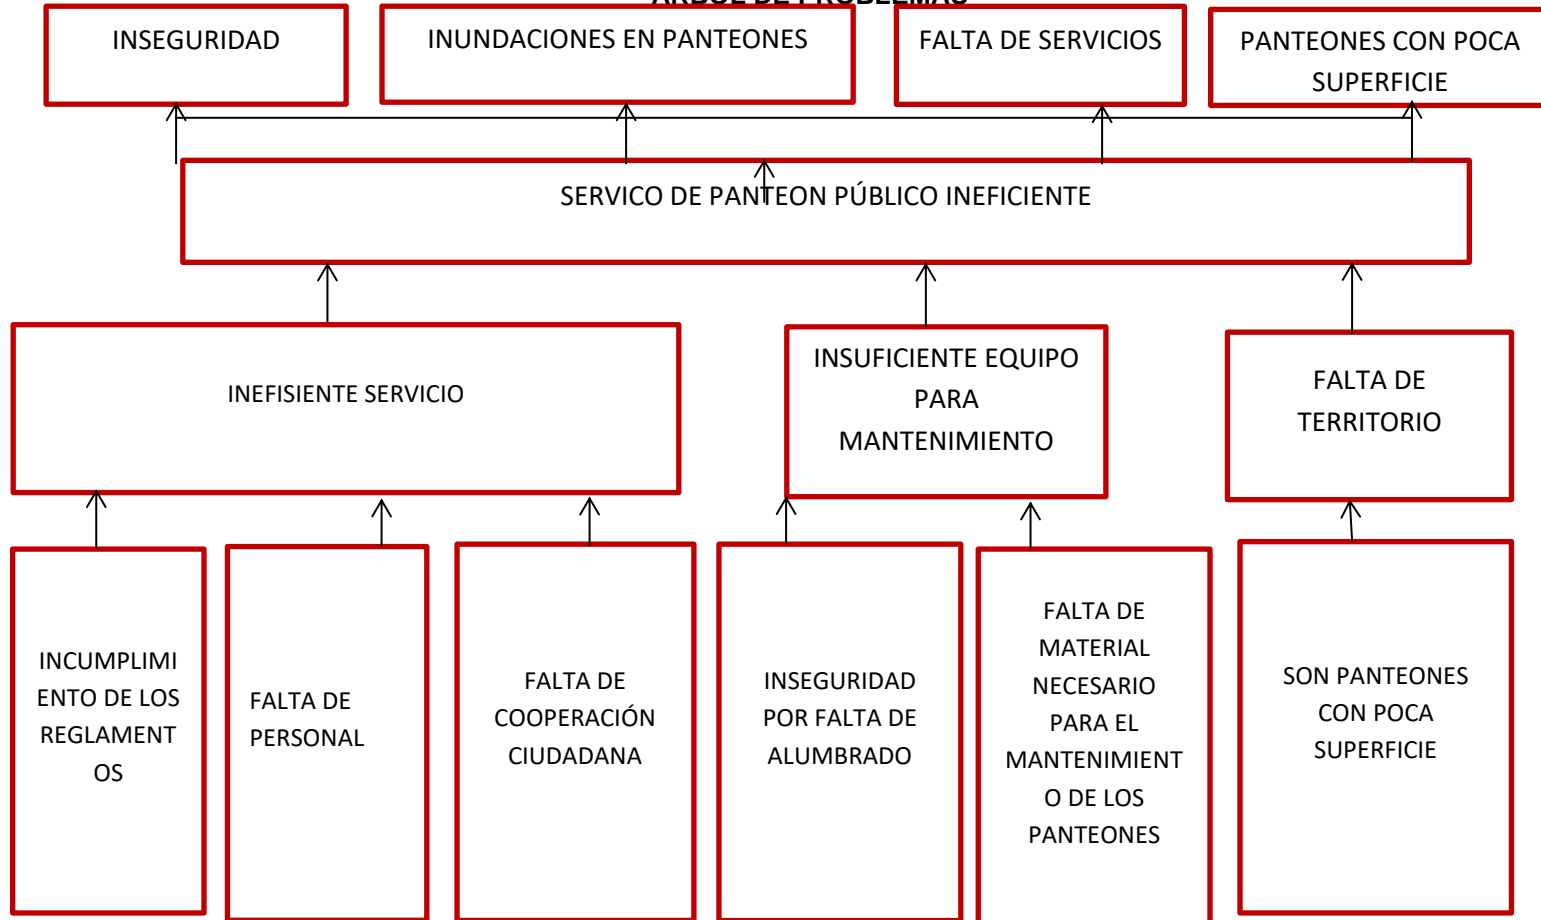 ÁRBOL DE PROBLEMAS
INSEGURIDAD
INUNDACIONES EN PANTEONES
FALTA DE SERVICIOS
PANTEONES CON POCA
SUPERFICIE
SERVICO DE PANTEON PÚBLICO INEFICIENTE
INEFISIENTE SERVICIO
INSUFICIENTE EQUIPO
PARA
MANTENIMIENTO
FALTA DE
TERRITORIO
INCUMPLIMI
ENTO DE LOS
REGLAMENT
OS
FALTA DE
PERSONAL
FALTA DE
COOPERACIÓN
CIUDADANA
INSEGURIDAD
POR FALTA DE
ALUMBRADO
FALTA DE
MATERIAL
NECESARIO
PARA EL
MANTENIMIENT
O DE LOS
PANTEONES
SON PANTEONES
CON POCA
SUPERFICIE